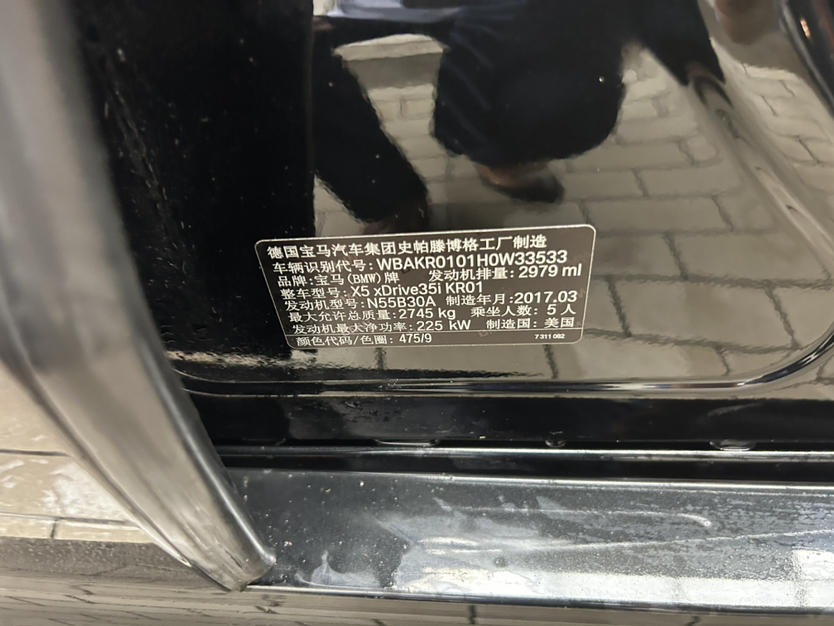 德国宝马汽车集团史帕滕博格工厂制造
车辆识别代号: WBAKR0101H0W33533
品牌: 宝马(BMW)牌 发动机排量: 2979 ml
整车型号: X5 xDrive35i KR01
发动机型号: N55B30A 制造年月: 2017.03
最大允许总质量: 2745 kg 乘坐人数: 5 人
发动机最大净功率: 225 kW 制造国: 美国
颜色代码/色圈: 475/9 7311 082